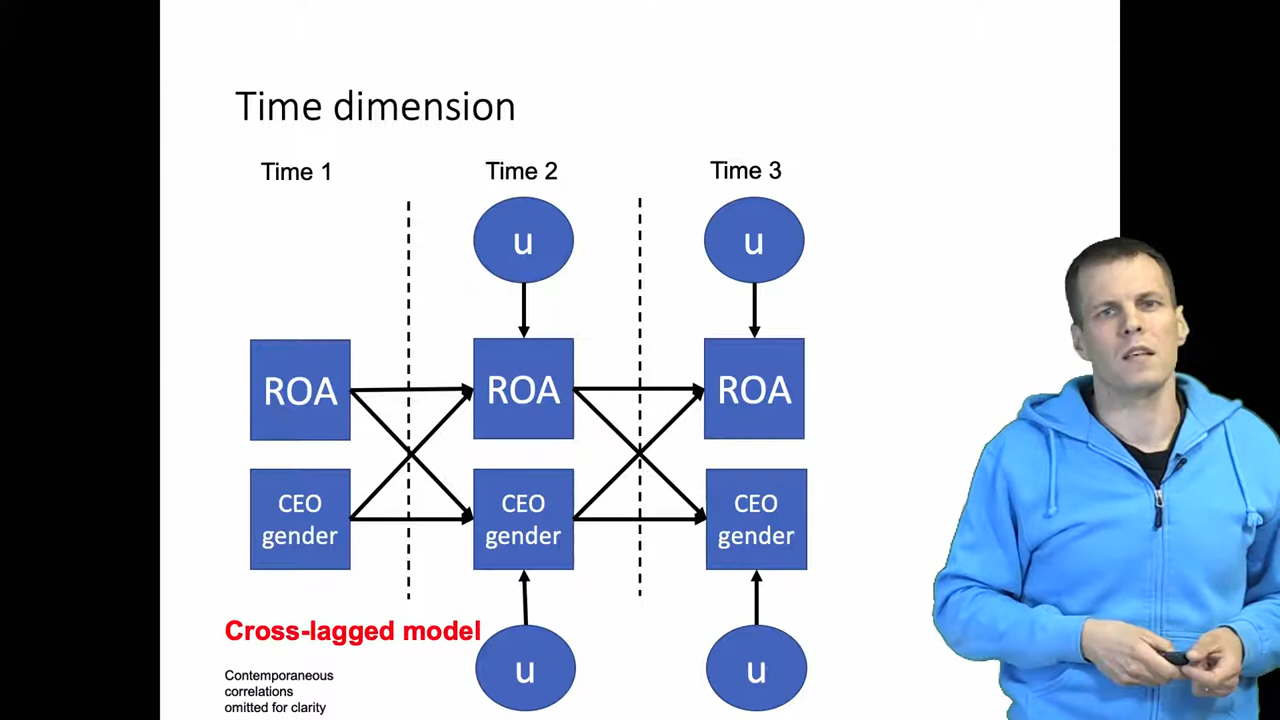 Time dimension
Time 1
Time 2
Time 3
u
u
ROA
ROA
ROA
CEO
gender
CEO
gender
CEO
gender
Cross-lagged model
u
u
Contemporaneous
correlations
omitted for clarity